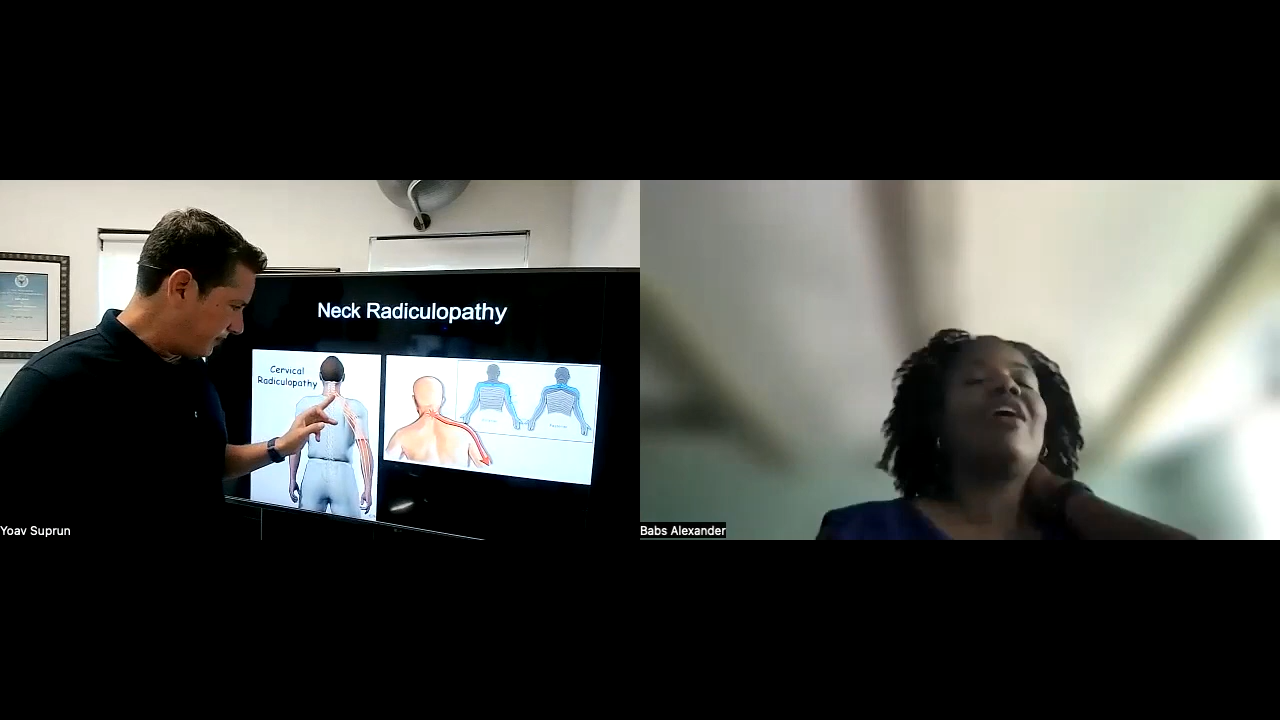 Neck Radiculopathy
Cervical
Radiculopathy
Yoav Suprun
Babs Alexander